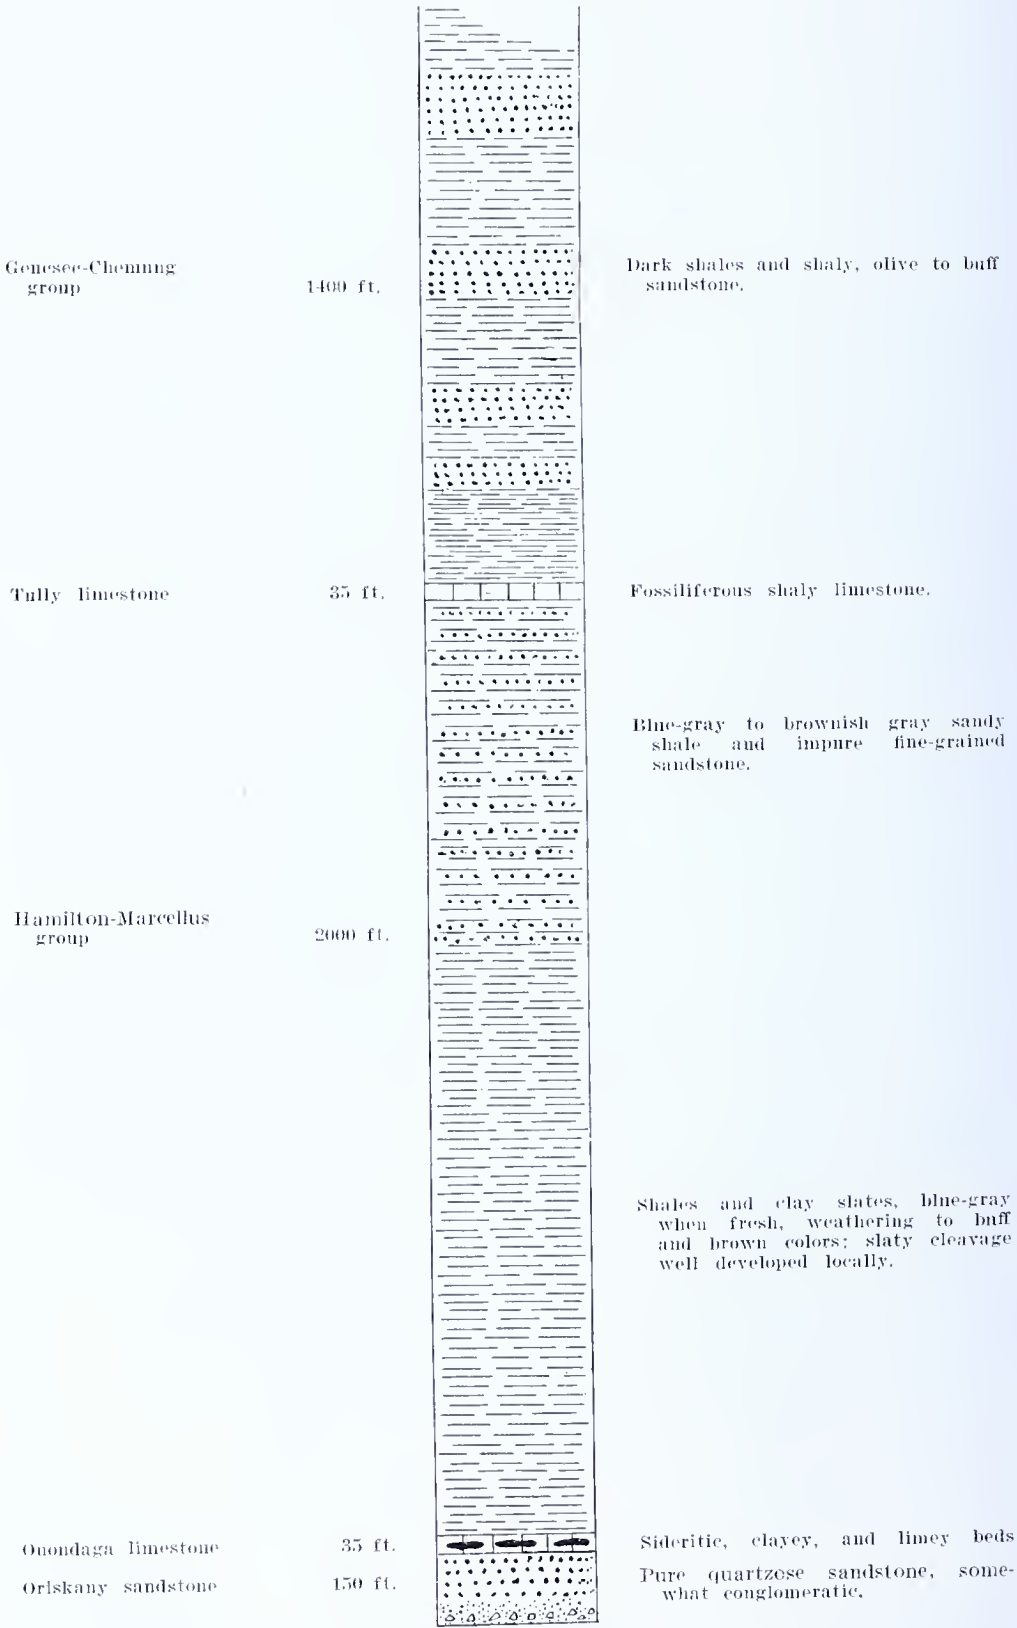 Genesee-Chemung
group
1400 ft.
Dark shales and shaly, olive to buff
sandstone.
Tully limestone
35 ft.
Fossiliferous shaly limestone.
Blue-gray to brownish gray sandy
shale and impure fine-grained
sandstone.
Hamilton-Marcellus
group
2000 ft.
Shales and clay slates, blue-gray
when fresh, weathering to buff
and brown colors; slaty cleavage
well developed locally.
Onondaga limestone
35 ft.
Sideritic, clayey, and limey beds
Oriskany sandstone
150 ft.
Pure quartzose sandstone, some-
what conglomeratic.